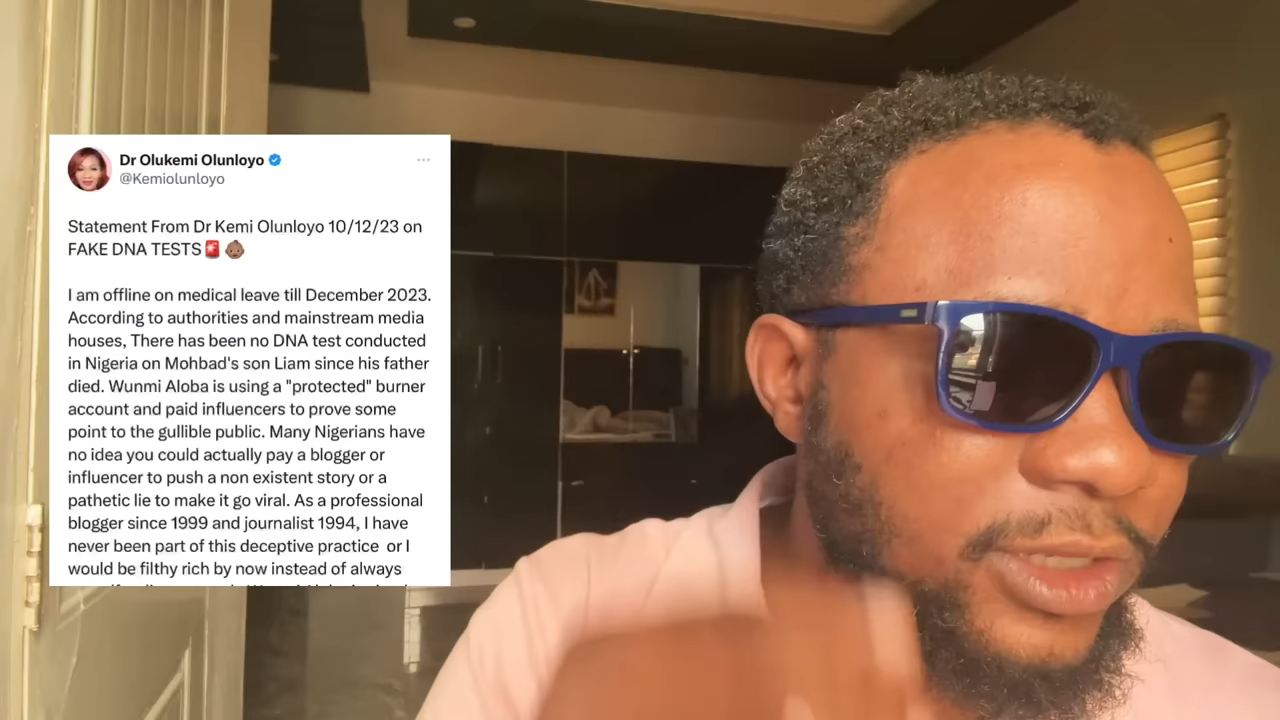 Dr Olukemi Olunloyo
@Kemiolunloyo
Statement From Dr Kemi Olunloyo 10/12/23 on
FAKE DNA TESTS🚨👶🏾
I am offline on medical leave till December 2023.
According to authorities and mainstream media
houses, There has been no DNA test conducted
in Nigeria on Mohbad's son Liam since his father
died. Wunmi Aloba is using a "protected" burner
account and paid influencers to prove some
point to the gullible public. Many Nigerians have
no idea you could actually pay a blogger or
influencer to push a non existent story or a
pathetic lie to make it go viral. As a professional
blogger since 1999 and journalist 1994, I have
never been part of this deceptive practice or I
would be filthy rich by now instead of always